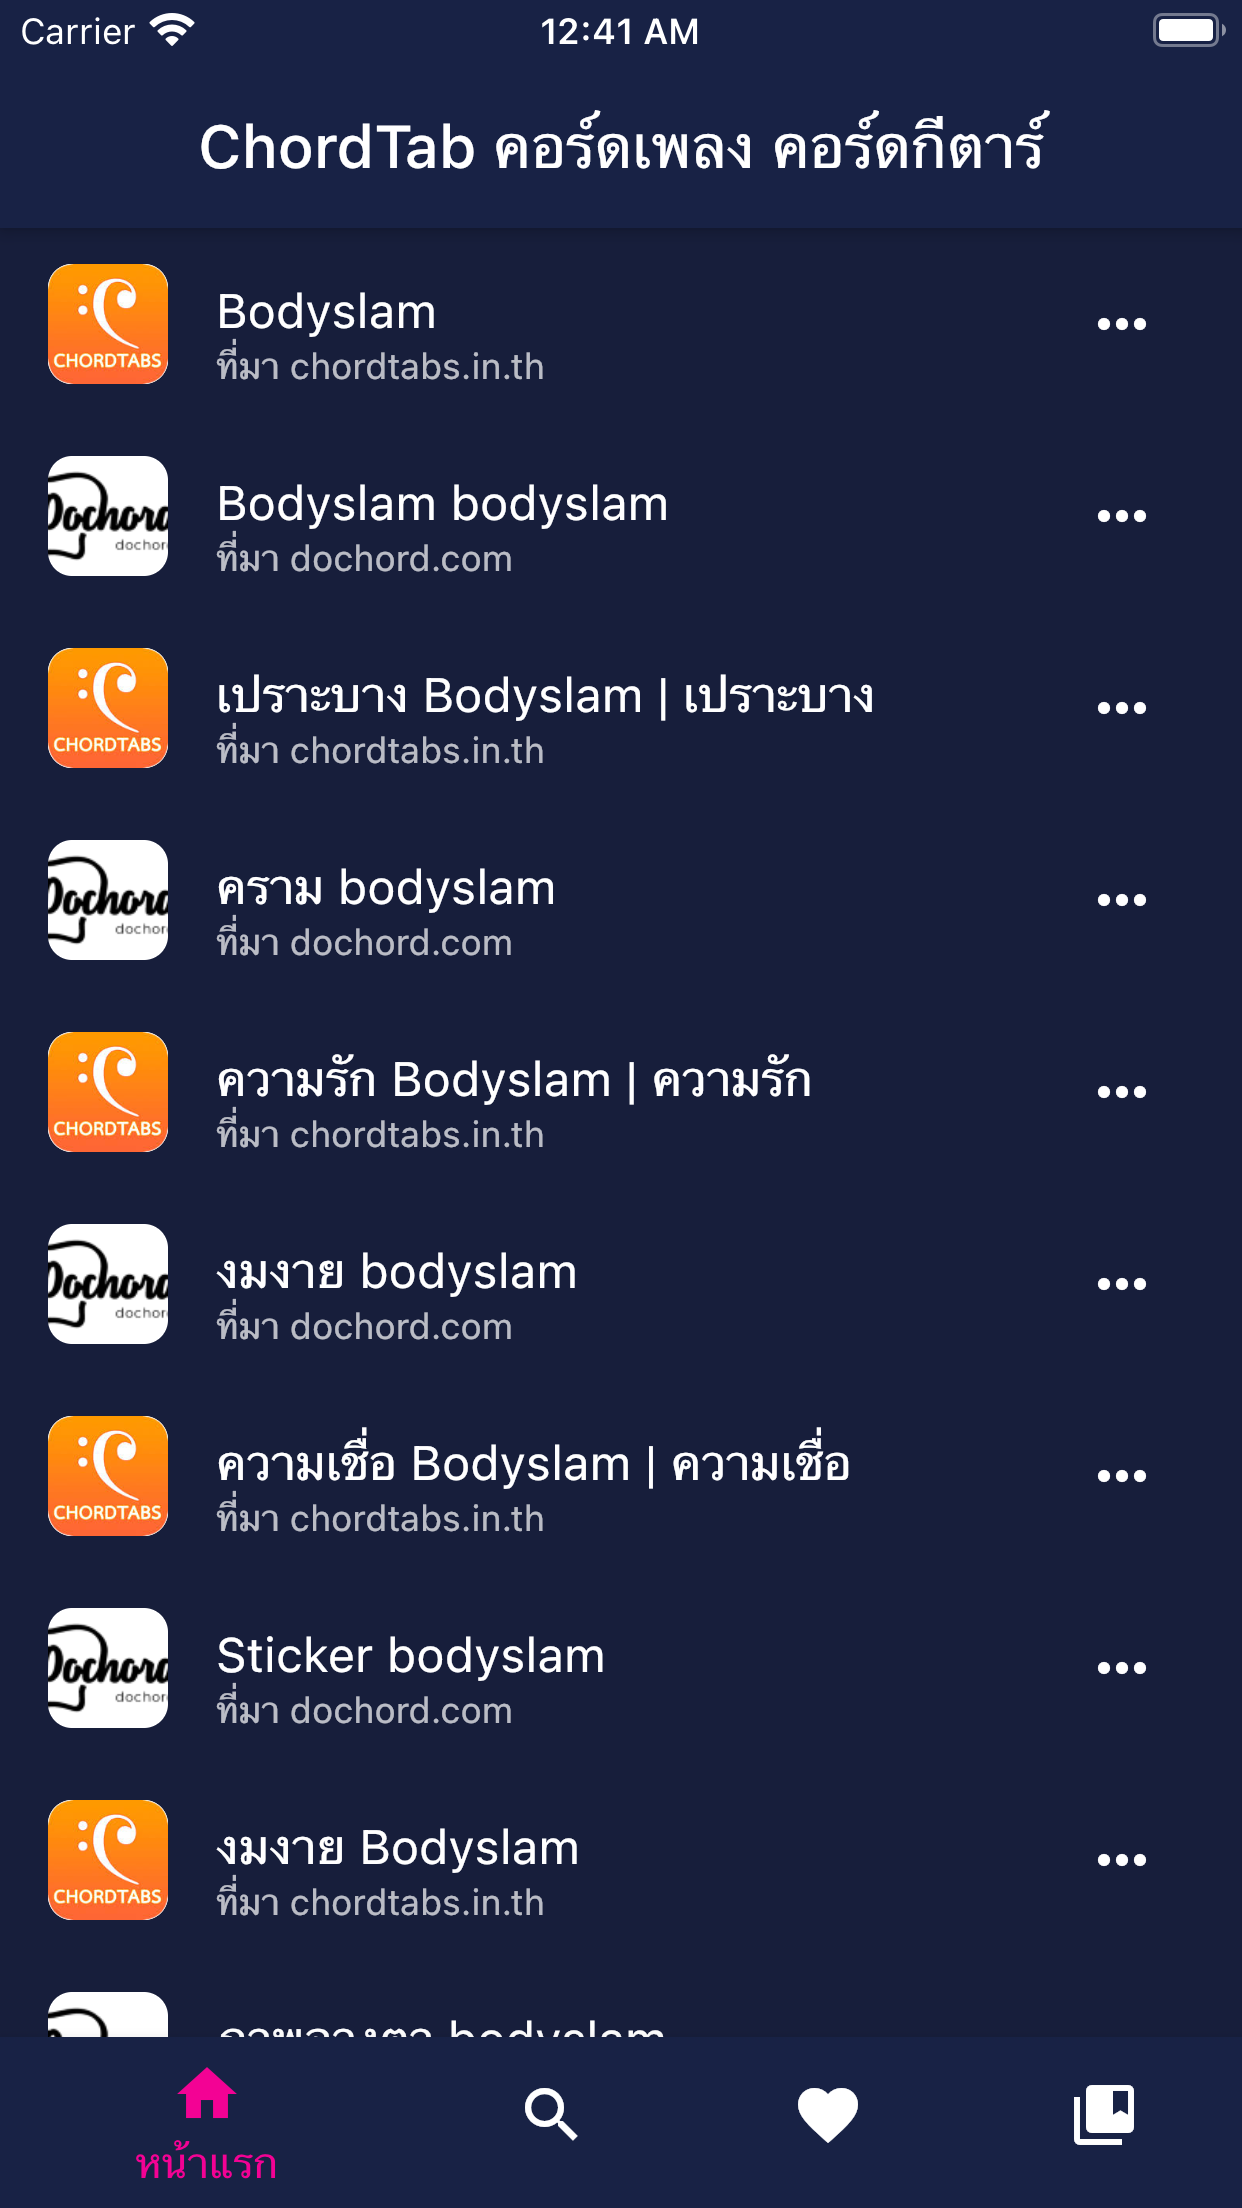 Carrier 12:41 AM
ChordTab คอร์ดเพลง คอร์ดกีตาร์
CHORDTABS
Bodyslam
ที่มา chordtabs.in.th
Dochord
dochor
Bodyslam bodyslam
ที่มา dochord.com
CHORDTABS
เปราะบาง Bodyslam | เปราะบาง
ที่มา chordtabs.in.th
Dochord
dochor
คราม bodyslam
ที่มา dochord.com
CHORDTABS
ความรัก Bodyslam | ความรัก
ที่มา chordtabs.in.th
Dochord
dochor
งมงาย bodyslam
ที่มา dochord.com
CHORDTABS
ความเชื่อ Bodyslam | ความเชื่อ
ที่มา chordtabs.in.th
Dochord
dochor
Sticker bodyslam
ที่มา dochord.com
CHORDTABS
งมงาย Bodyslam
ที่มา chordtabs.in.th
bodyslam
หน้าแรก